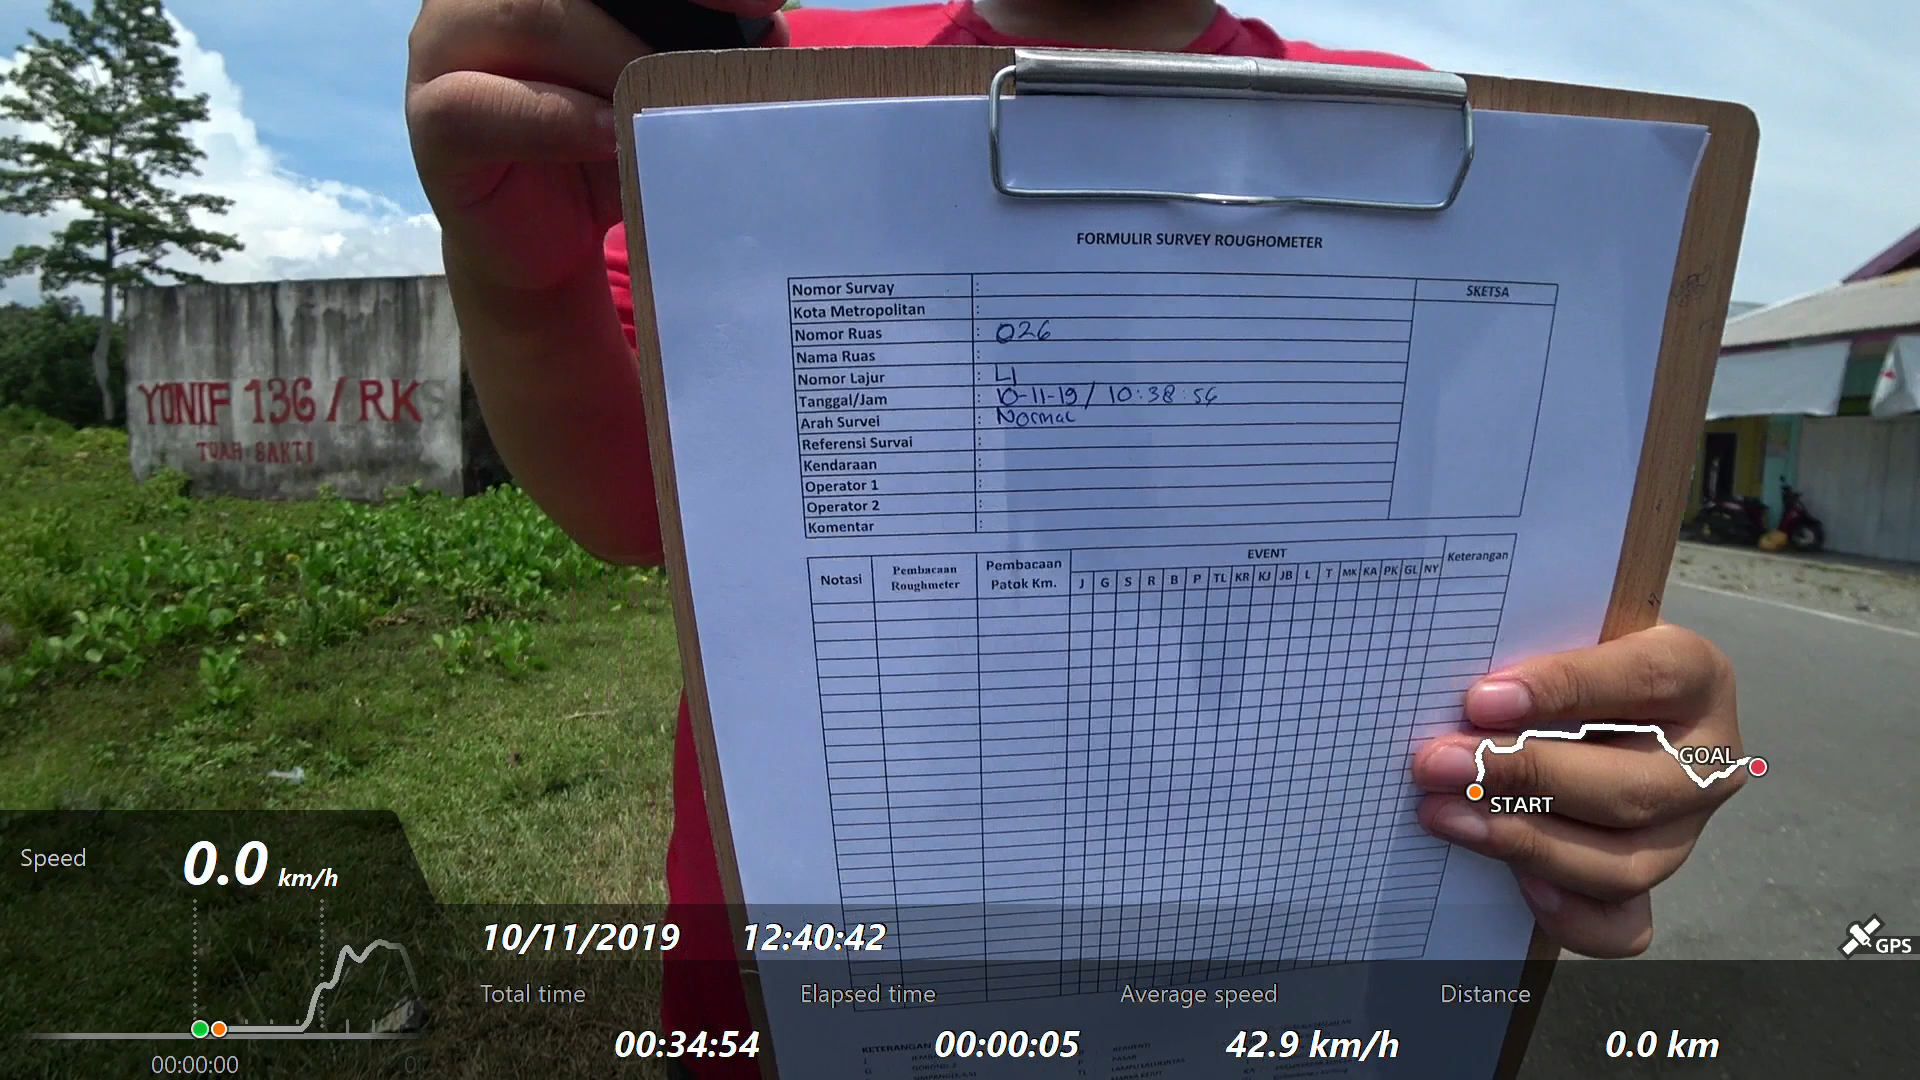 FORMULIR SURVEY ROUGHOMETER
Nomor Survay :
SKETSA
Kota Metropolitan :
Nomor Ruas : 026
Nama Ruas :
Nomor Lajur : L1
Tanggal/Jam : 10-11-19 / 10:38:56
Arah Survei : Normal
Referensi Survai :
Kendaraan :
Operator 1 :
Operator 2 :
Komentar :
Notasi Pembacaan Roughmeter Pembacaan Patok Km. EVENT Keterangan
J G S R B P TL KR KJ JB L T MK KA PK GL NY
YONIF 136 / RKS
TUAH SAKTI
GOAL
START
Speed 0.0 km/h
10/11/2019 12:40:42
GPS
Total time Elapsed time Average speed Distance
00:34:54 00:00:05 42.9 km/h 0.0 km
00:00:00
KETERANGAN
PASAR